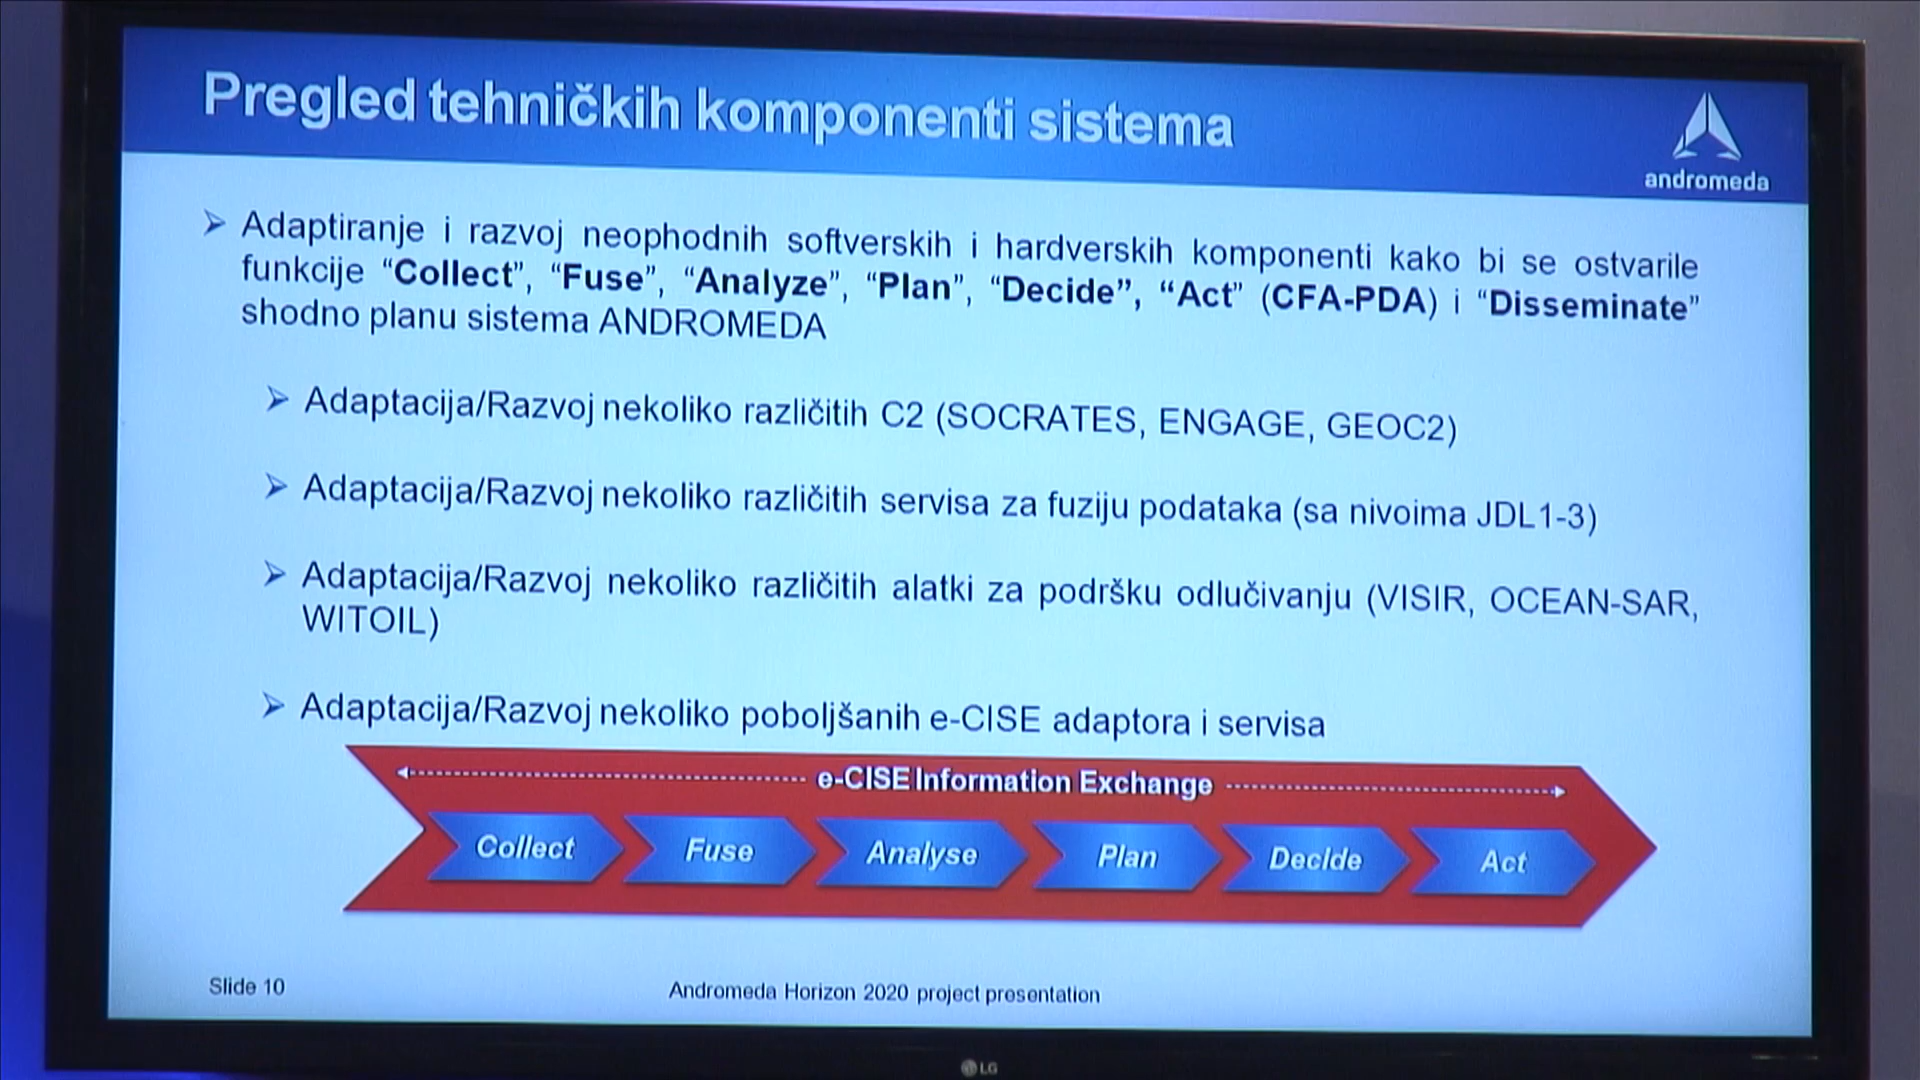 Pregled tehničkih komponenti sistema
andromeda
Adaptiranje i razvoj neophodnih softverskih i hardverskih komponenti kako bi se ostvarile
funkcije “Collect”, “Fuse”, “Analyze”, “Plan”, “Decide”, “Act” (CFA-PDA) i “Disseminate”
shodno planu sistema ANDROMEDA
Adaptacija/Razvoj nekoliko različitih C2 (SOCRATES, ENGAGE, GEOC2)
Adaptacija/Razvoj nekoliko različitih servisa za fuziju podataka (sa nivoima JDL1-3)
Adaptacija/Razvoj nekoliko različitih alatki za podršku odlučivanju (VISIR, OCEAN-SAR,
WITOIL)
Adaptacija/Razvoj nekoliko poboljšanih e-CISE adaptora i servisa
e-CISE Information Exchange
Collect Fuse Analyse Plan Decide Act
Slide 10
Andromeda Horizon 2020 project presentation
LG